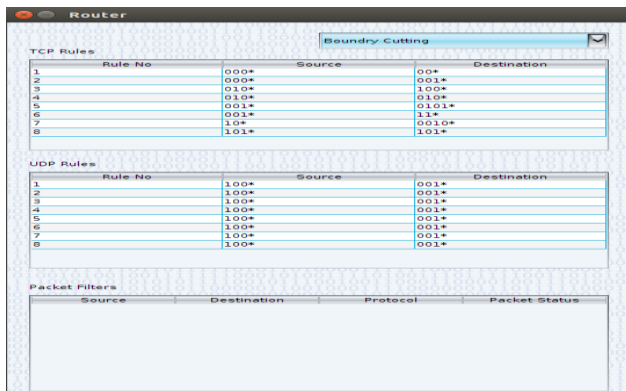 Router
Boundry Cutting
TCP Rules
Rule No Source Destination
1 000* 00*
2 000* 001*
3 010* 100*
4 010* 010*
5 001* 0101*
6 001* 11*
7 10* 0010*
8 101* 101*
UDP Rules
Rule No Source Destination
1 100* 001*
2 100* 001*
3 100* 001*
4 100* 001*
5 100* 001*
6 100* 001*
7 100* 001*
8 100* 001*
Packet Filters
Source Destination Protocol Packet Status